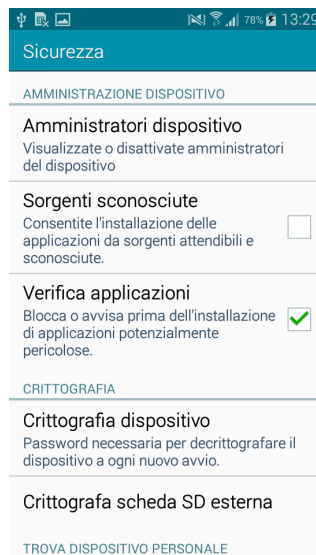 78% 13:29
Sicurezza
AMMINISTRAZIONE DISPOSITIVO
Amministratori dispositivo
Visualizzate o disattivate amministratori
del dispositivo
Sorgenti sconosciute
Consentite l'installazione delle
applicazioni da sorgenti attendibili e
sconosciute.
Verifica applicazioni
Blocca o avvisa prima dell'installazione
di applicazioni potenzialmente
pericolose.
CRITTOGRAFIA
Crittografia dispositivo
Password necessaria per decrittografare il
dispositivo a ogni nuovo avvio.
Crittografa scheda SD esterna
TROVA DISPOSITIVO PERSONALE